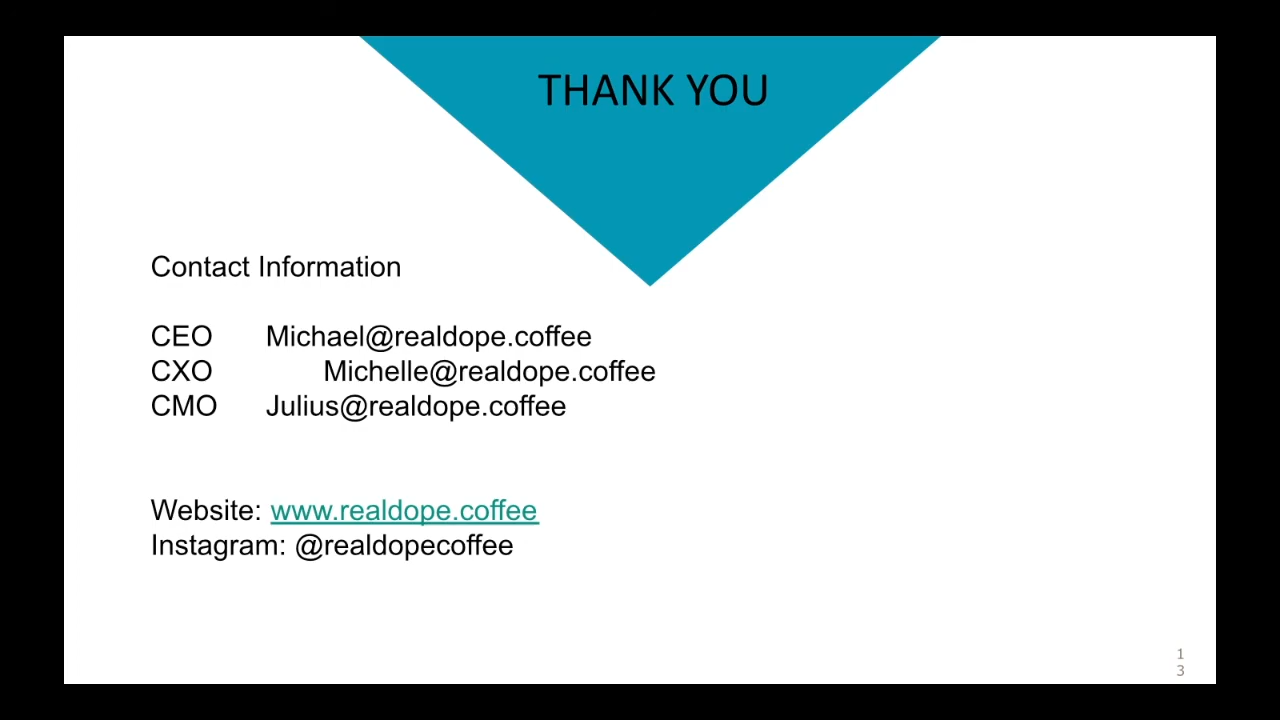 THANK YOU
Contact Information
CEO Michael@realdope.coffee
CXO Michelle@realdope.coffee
CMO Julius@realdope.coffee
Website: www.realdope.coffee
Instagram: @realdopecoffee
1
3